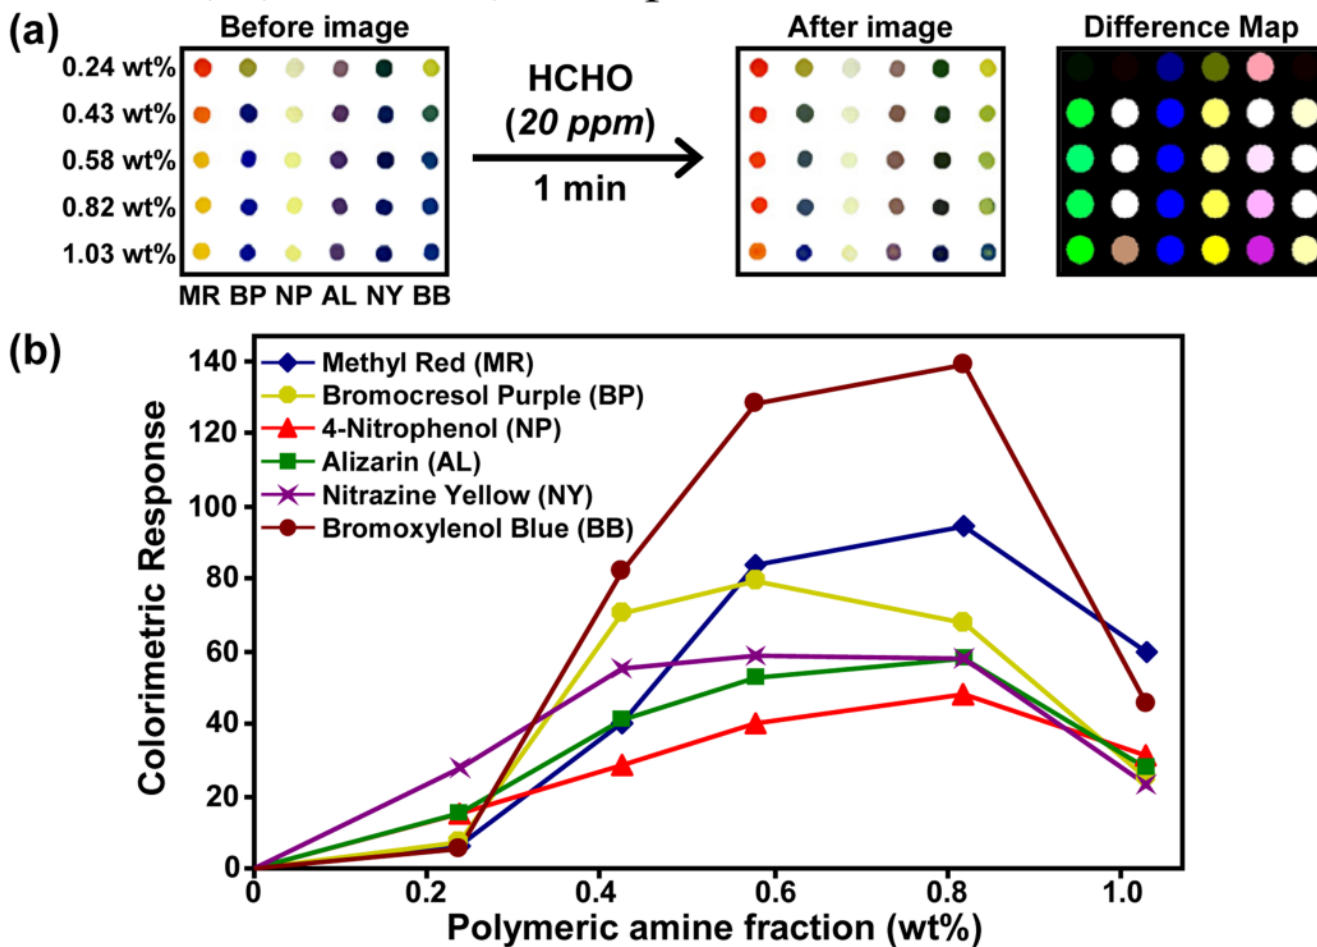 (a)
Before image
After image
Difference Map
0.24 wt%
0.43 wt%
0.58 wt%
0.82 wt%
1.03 wt%
HCHO
(20 ppm)
1 min
MR BP NP AL NY BB
(b)
Methyl Red (MR)
Bromocresol Purple (BP)
4-Nitrophenol (NP)
Alizarin (AL)
Nitrazine Yellow (NY)
Bromoxylenol Blue (BB)
Colorimetric Response
140
120
100
80
60
40
20
0
0 0.2 0.4 0.6 0.8 1.0
Polymeric amine fraction (wt%)